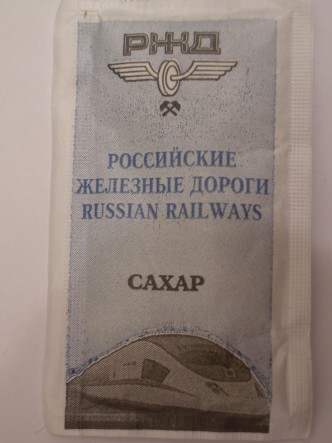 РЖД
РОССИЙСКИЕ
ЖЕЛЕЗНЫЕ ДОРОГИ
RUSSIAN RAILWAYS
САХАР